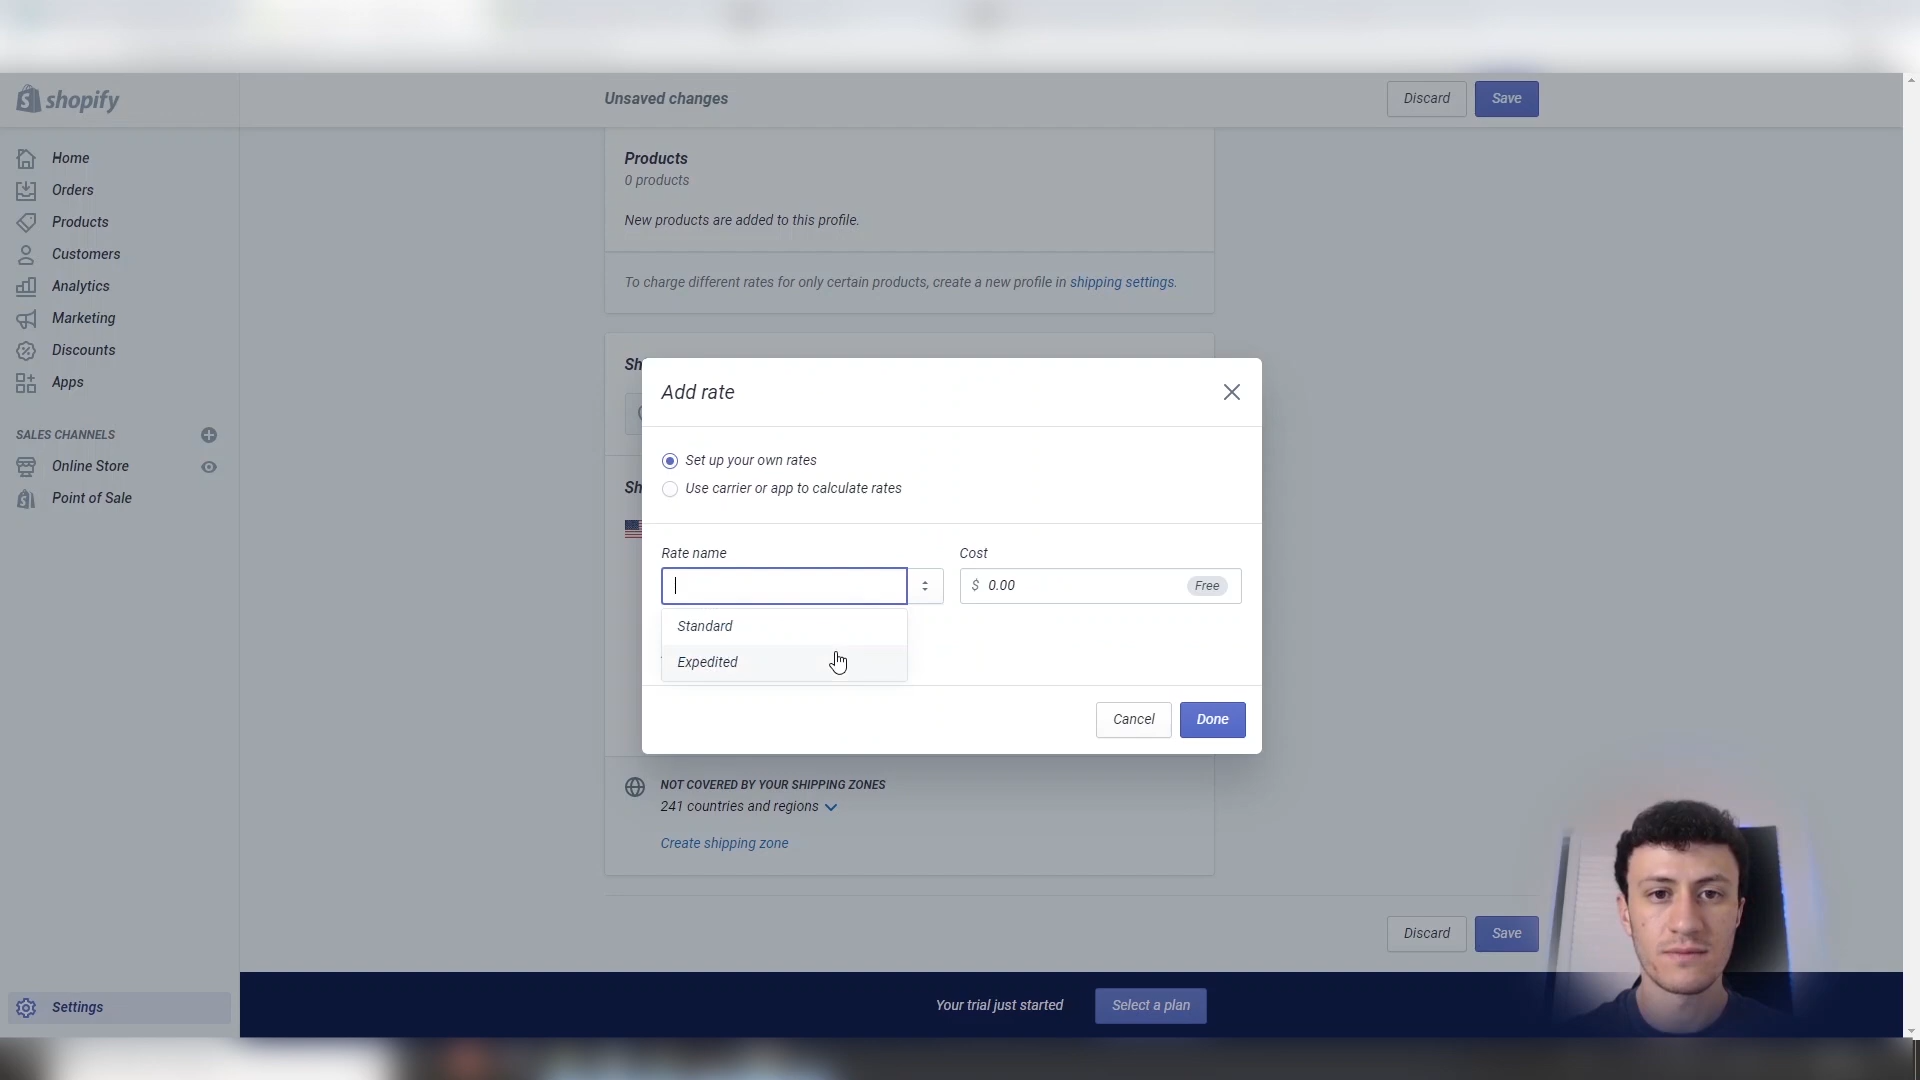 shopify
Unsaved changes
Discard
Save
Home
Orders
Products
Customers
Analytics
Marketing
Discounts
Apps
SALES CHANNELS
Online Store
Point of Sale
Settings
Products
0 products
New products are added to this profile.
To charge different rates for only certain products, create a new profile in shipping settings.
Sh
Sh
Add rate
Set up your own rates
Use carrier or app to calculate rates
Rate name
Cost
$ 0.00
Free
Standard
Expedited
Cancel
Done
NOT COVERED BY YOUR SHIPPING ZONES
241 countries and regions
Create shipping zone
Discard
Save
Your trial just started
Select a plan